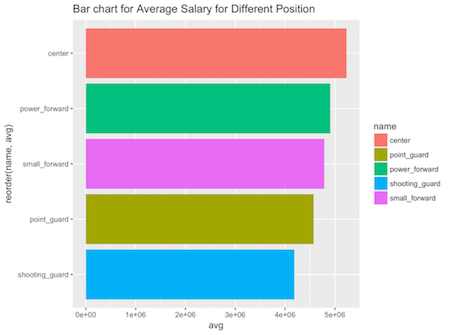 Bar chart for Average Salary for Different Position
reorder(name, avg)
center
power_forward
small_forward
point_guard
shooting_guard
0e+00 1e+06 2e+06 3e+06 4e+06 5e+06
avg
name
center
point_guard
power_forward
shooting_guard
small_forward